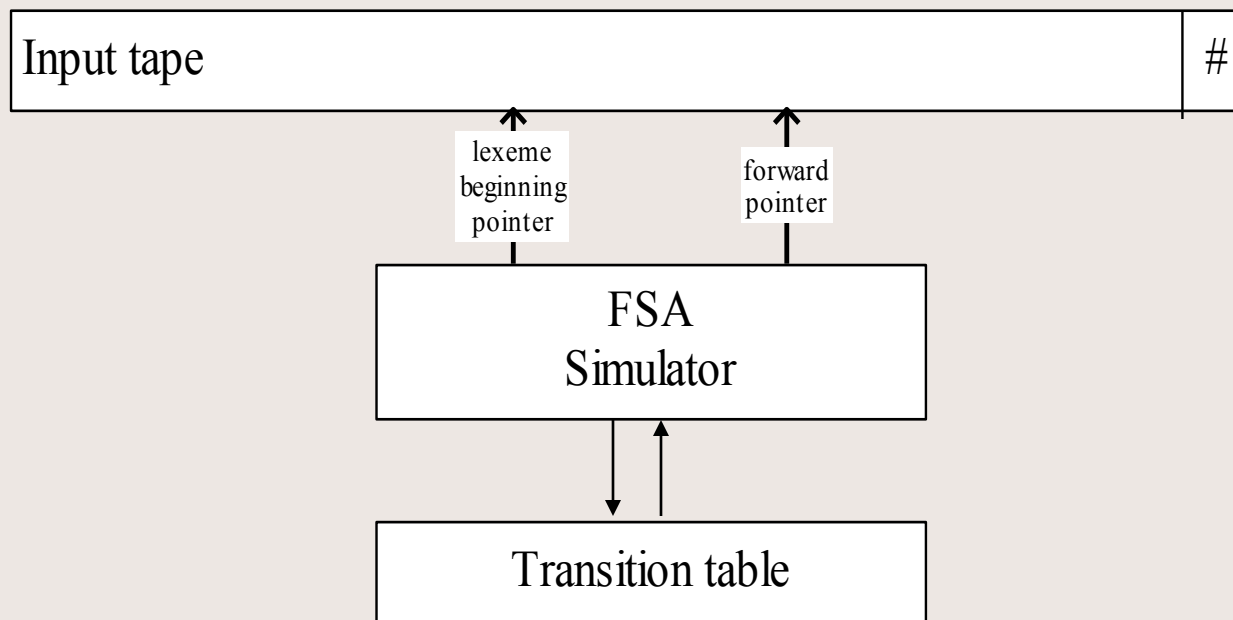 Input tape
#
lexeme
beginning
pointer
forward
pointer
FSA
Simulator
Transition table